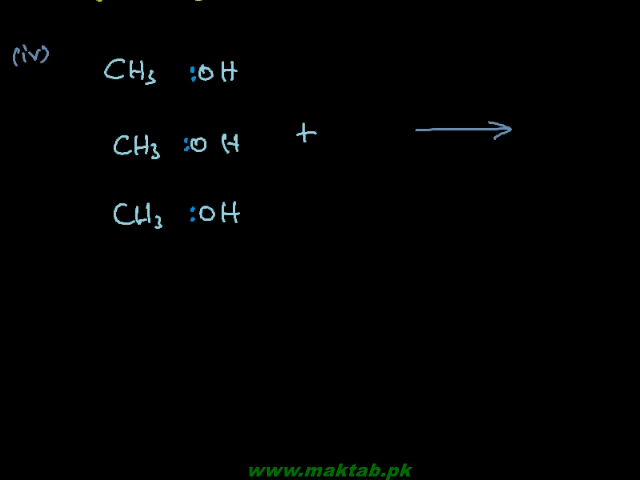 (iv)
CH₃ :OH
CH₃ :OH +
CH₃ :OH
www.maktab.pk